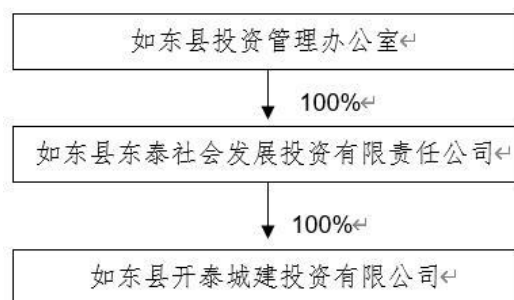 如东县投资管理办公室↵
100%↵
如东县东泰社会发展投资有限责任公司↵
100%↵
如东县开泰城建投资有限公司↵